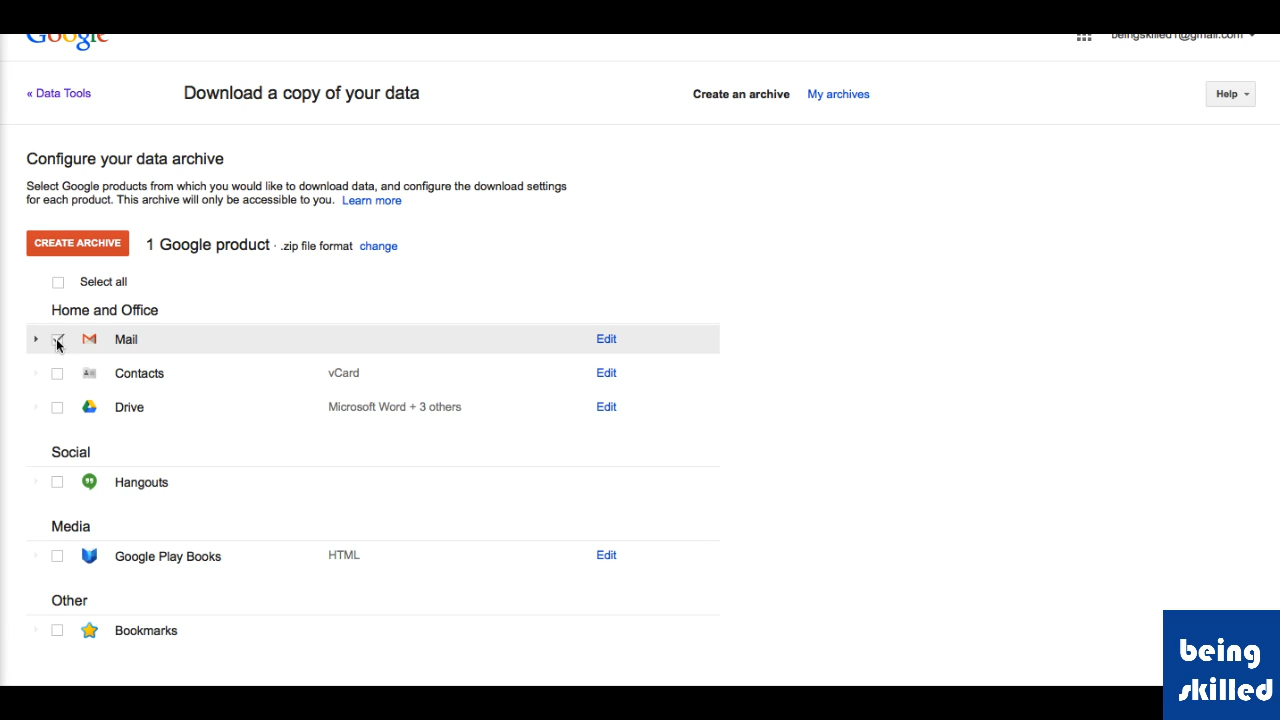 Google
beingskilled1@gmail.com
« Data Tools
Download a copy of your data
Create an archive
My archives
Help
Configure your data archive
Select Google products from which you would like to download data, and configure the download settings
for each product. This archive will only be accessible to you. Learn more
CREATE ARCHIVE
1 Google product · .zip file format change
Select all
Home and Office
Mail Edit
Contacts vCard Edit
Drive Microsoft Word + 3 others Edit
Social
Hangouts
Media
Google Play Books HTML Edit
Other
Bookmarks
being
skilled